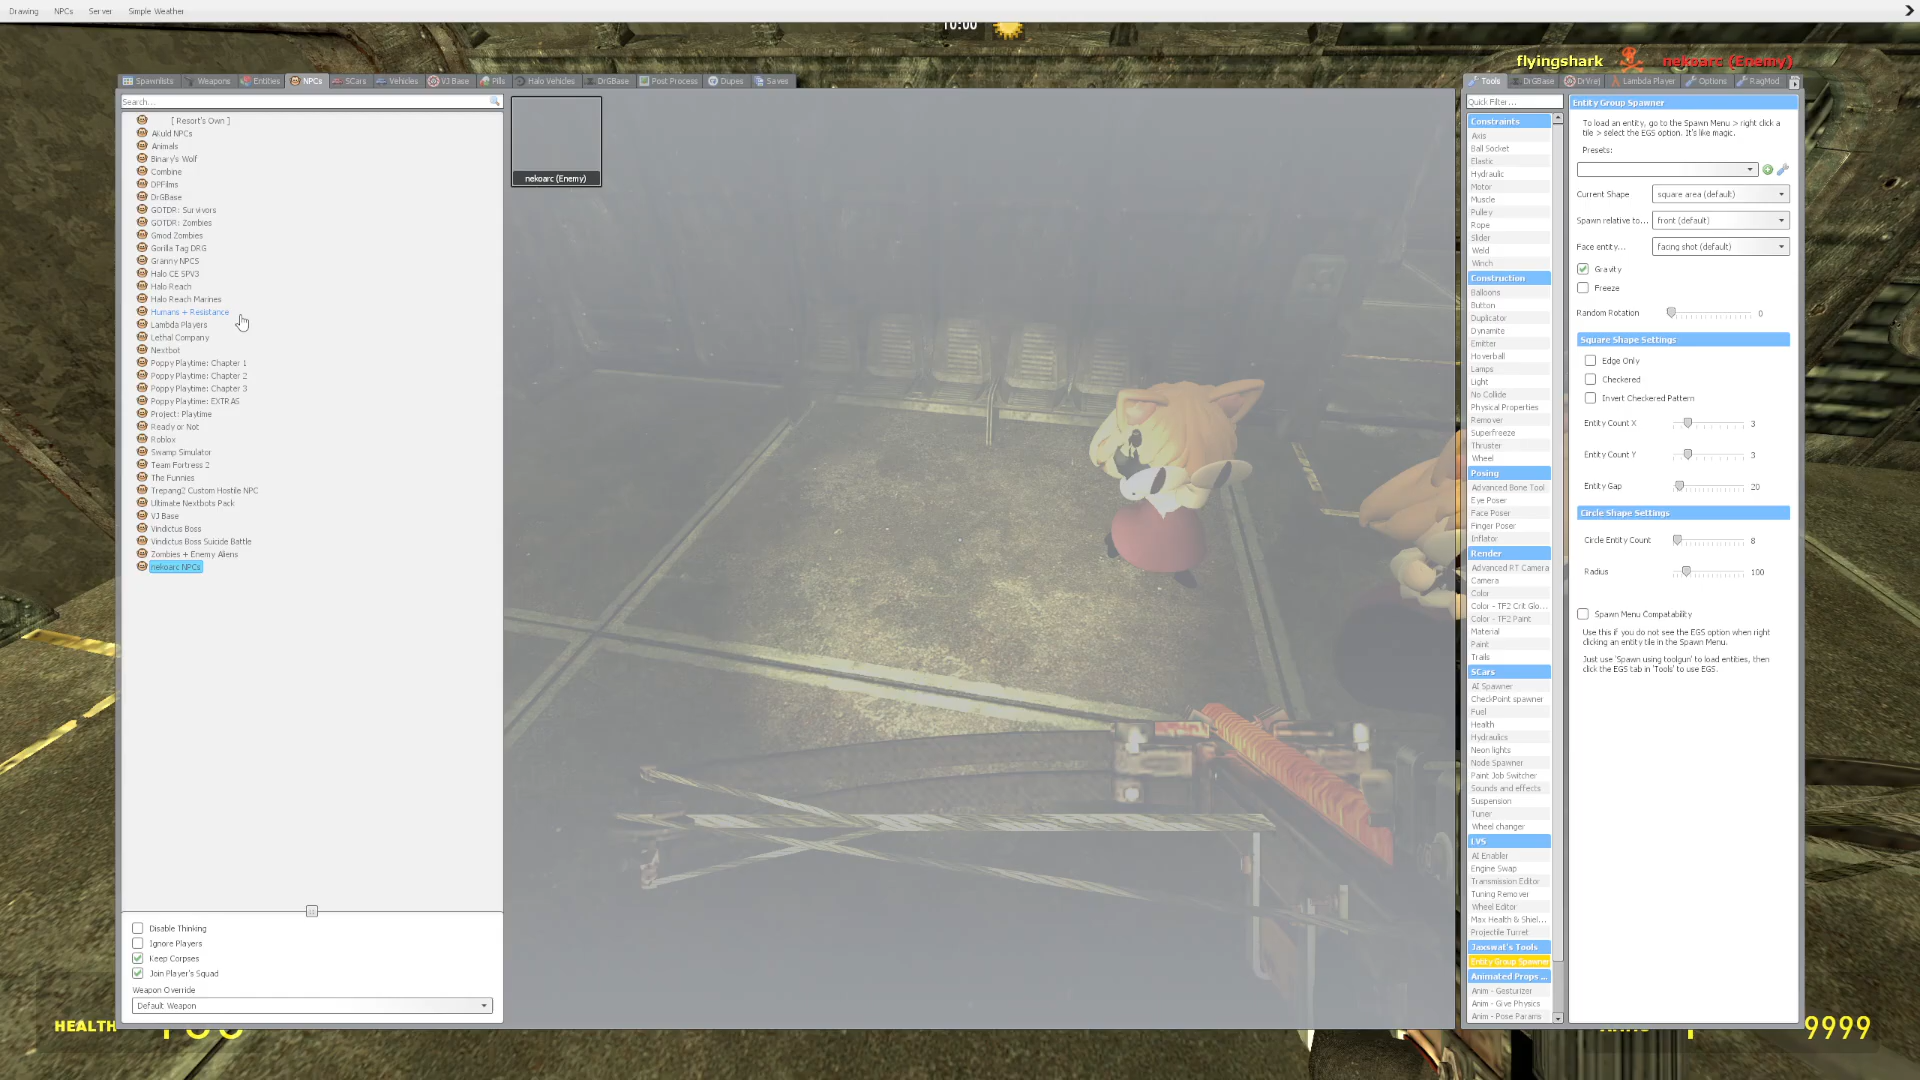 Drawing NPCs Server Simple Weather
10:00
flyingshark nekoarc (Enemy)
Spawnlists Weapons Entities NPCs SCars Vehicles VJ Base Pills Halo Vehicles DrGBase Post Process Dupes Saves
Search...
[ Resort's Own ]
Akuld NPCs
Animals
Binary's Wolf
Combine
DPFilms
DrGBase
GOTDR: Survivors
GOTDR: Zombies
Gmod Zombies
Gorilla Tag DRG
Granny NPCS
Halo CE SPV3
Halo Reach
Halo Reach Marines
Humans + Resistance
Lambda Players
Lethal Company
Nextbot
Poppy Playtime: Chapter 1
Poppy Playtime: Chapter 2
Poppy Playtime: Chapter 3
Poppy Playtime: EXTRAS
Project: Playtime
Ready or Not
Roblox
Swamp Simulator
Team Fortress 2
The Funnies
Trepang2 Custom Hostile NPC
Ultimate Nextbots Pack
VJ Base
Vindictus Boss
Vindictus Boss Suicide Battle
Zombies + Enemy Aliens
nekoarc NPCs
Disable Thinking
Ignore Players
Keep Corpses
Join Player's Squad
Weapon Override
Default Weapon
nekoarc (Enemy)
Tools DrGBase DrVrej Lambda Player Options RagMod
Quick Filter...
Constraints
Axis
Ball Socket
Elastic
Hydraulic
Motor
Muscle
Pulley
Rope
Slider
Weld
Winch
Construction
Balloons
Button
Duplicator
Dynamite
Emitter
Hoverball
Lamps
Light
No Collide
Physical Properties
Remover
Superfreeze
Thruster
Wheel
Posing
Advanced Bone Tool
Eye Poser
Face Poser
Finger Poser
Inflator
Render
Advanced RT Camera
Camera
Color
Color - TF2 Crit Glo...
Color - TF2 Paint
Material
Paint
Trails
SCars
AI Spawner
CheckPoint spawner
Fuel
Health
Hydraulics
Neon lights
Node Spawner
Paint Job Switcher
Sounds and effects
Suspension
Tuner
Wheel changer
LVS
AI Enabler
Engine Swap
Transmission Editor
Tuning Remover
Wheel Editor
Max Health & Shiel...
Projectile Turret
Jaxswat's Tools
Entity Group Spawner
Animated Props ...
Anim - Gesturizer
Anim - Give Physics
Anim - Pose Params
Entity Group Spawner
To load an entity, go to the Spawn Menu > right click a
tile > select the EGS option. It's like magic.
Presets:
Current Shape square area (default)
Spawn relative to... front (default)
Face entity... facing shot (default)
Gravity
Freeze
Random Rotation 0
Square Shape Settings
Edge Only
Checkered
Invert Checkered Pattern
Entity Count X 3
Entity Count Y 3
Entity Gap 20
Circle Shape Settings
Circle Entity Count 8
Radius 100
Spawn Menu Compatability
Use this if you do not see the EGS option when right
clicking an entity tile in the Spawn Menu.
Just use 'Spawn using toolgun' to load entities, then
click the EGS tab in 'Tools' to use EGS.
HEALTH
9999